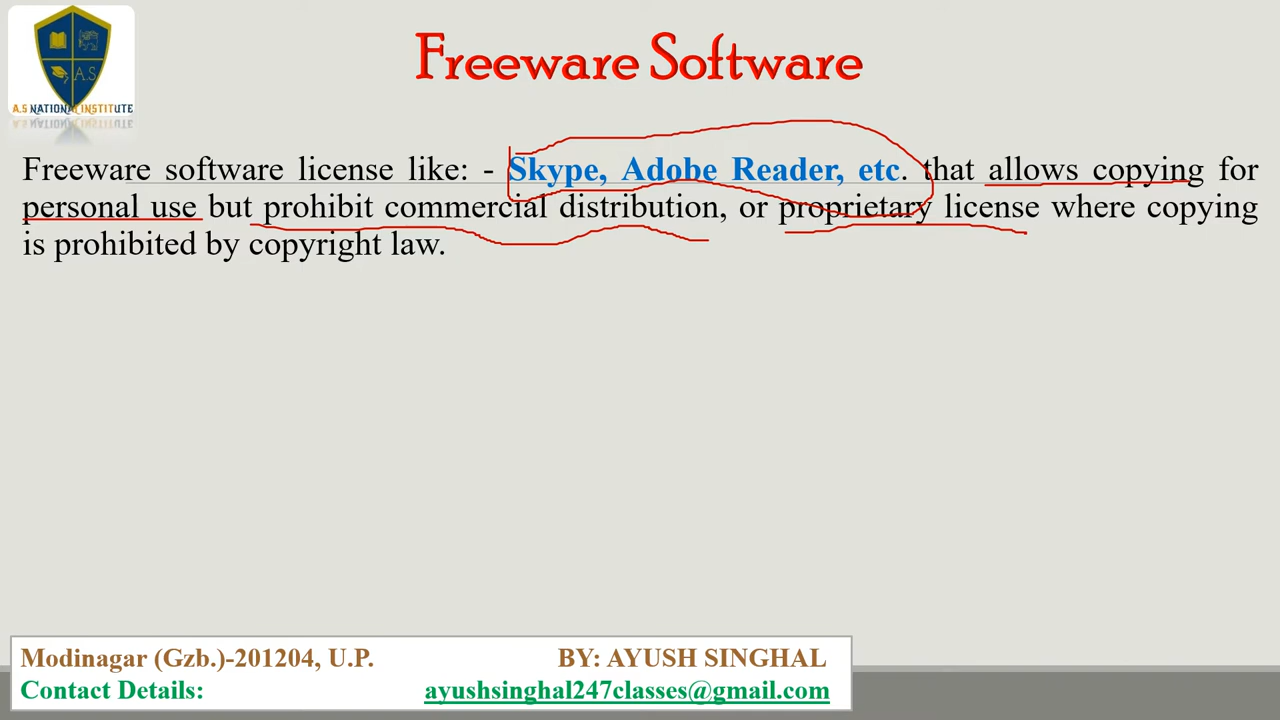 A.S
A.S NATIONAL INSTITUTE
Freeware Software
Freeware software license like: - Skype, Adobe Reader, etc. that allows copying for
personal use but prohibit commercial distribution, or proprietary license where copying
is prohibited by copyright law.
Modinagar (Gzb.)-201204, U.P. BY: AYUSH SINGHAL
Contact Details: ayushsinghal247classes@gmail.com